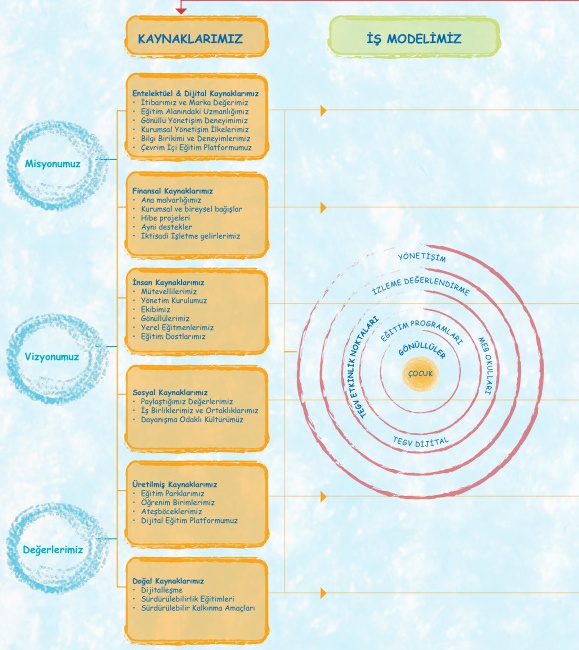 KAYNAKLARIMIZ
İŞ MODELİMİZ
Misyonumuz
Vizyonumuz
Değerlerimiz
Entelektüel & Dijital Kaynaklarımız
• İtibarımız ve Marka Değerimiz
• Eğitim Alanındaki Uzmanlığımız
• Gönüllü Yönetişim Deneyimimiz
• Kurumsal Yönetişim İlkelerimiz
• Bilgi Birikimi ve Deneyimlerimiz
• Çevrim İçi Eğitim Platformumuz
Finansal Kaynaklarımız
• Ana malvarlığımız
• Kurumsal ve bireysel bağışlar
• Hibe projeleri
• Ayni destekler
• İktisadi İşletme gelirlerimiz
İnsan Kaynaklarımız
• Mütevellilerimiz
• Yönetim Kurulumuz
• Ekibimiz
• Gönüllülerimiz
• Yerel Eğitmenlerimiz
• Eğitim Dostlarımız
Sosyal Kaynaklarımız
• Paylaştığımız Değerlerimiz
• İş Birliklerimiz ve Ortaklıklarımız
• Dayanışma Odaklı Kültürümüz
Üretilmiş Kaynaklarımız
• Eğitim Parklarımız
• Öğrenim Birimlerimiz
• Ateşböceklerimiz
• Dijital Eğitim Platformumuz
Doğal Kaynaklarımız
• Dijitalleşme
• Sürdürülebilirlik Eğitimleri
• Sürdürülebilir Kalkınma Amaçları
YÖNETİŞİM
İZLEME DEĞERLENDİRME
TEGV ETKİNLİK NOKTALARI
EĞİTİM PROGRAMLARI
MEB OKULLARI
GÖNÜLLÜLER
ÇOCUK
TEGV DİJİTAL